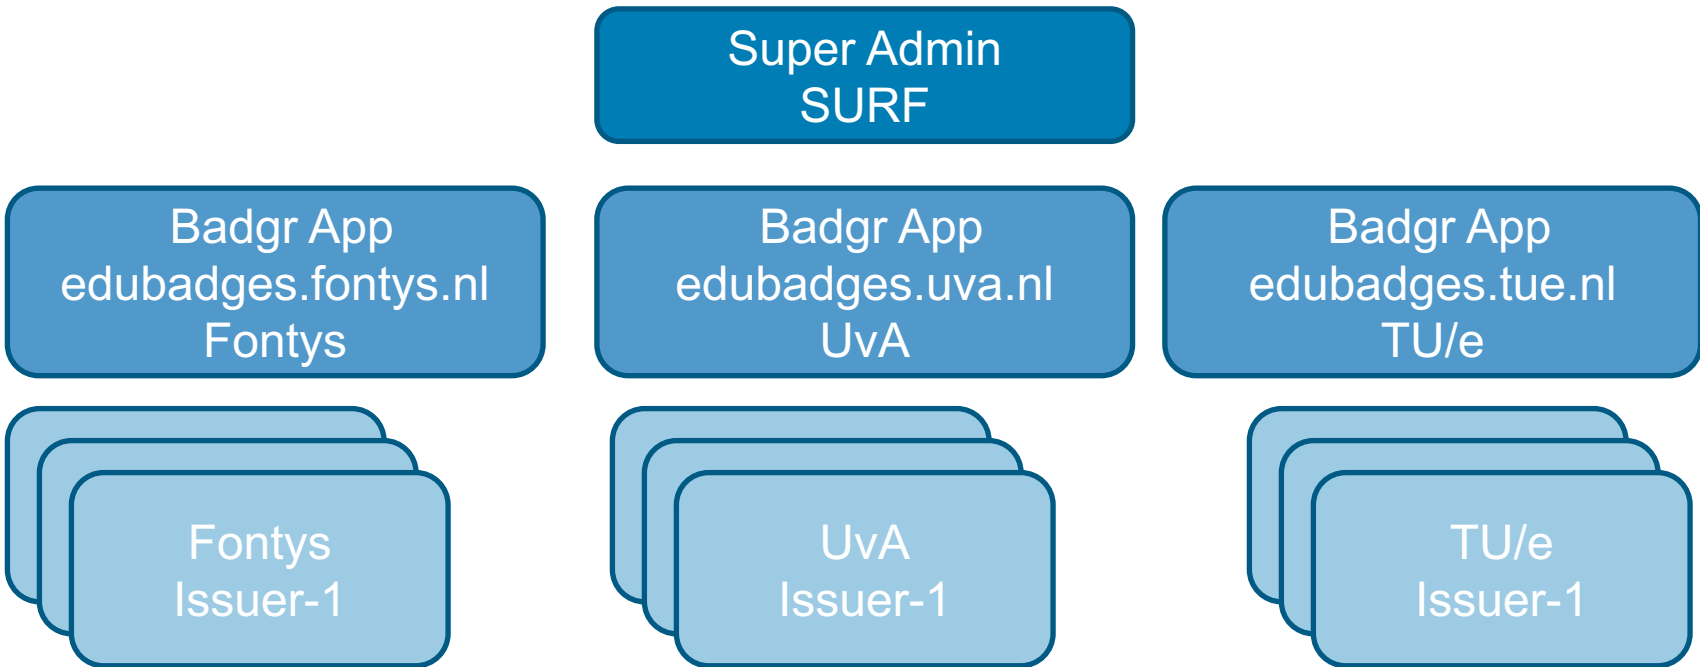 Super Admin
SURF
Badgr App
edubadges.fontys.nl
Fontys
Badgr App
edubadges.uva.nl
UvA
Badgr App
edubadges.tue.nl
TU/e
Fontys
Issuer-1
UvA
Issuer-1
TU/e
Issuer-1